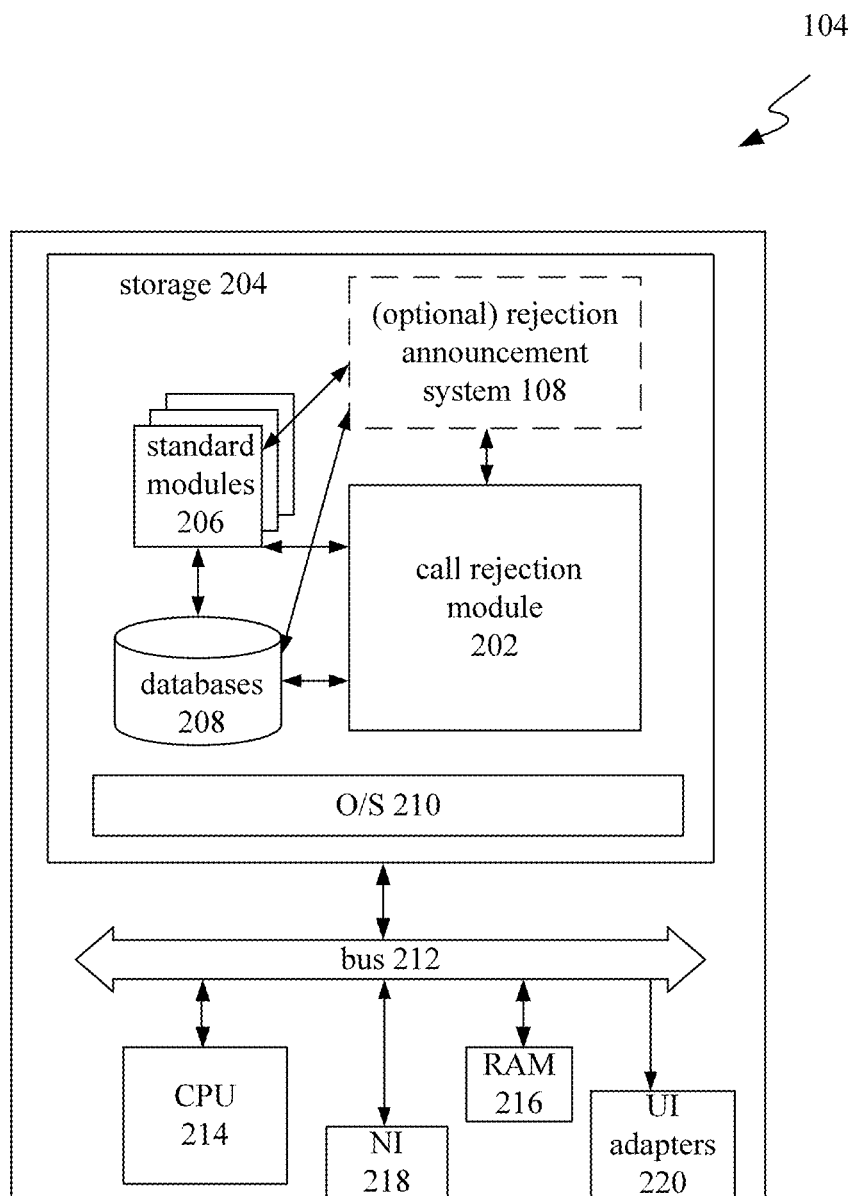 104
storage 204
(optional) rejection
announcement
system 108
standard
modules
206
call rejection
module
202
databases
208
O/S 210
bus 212
CPU
214
NI
218
RAM
216
UI
adapters
220